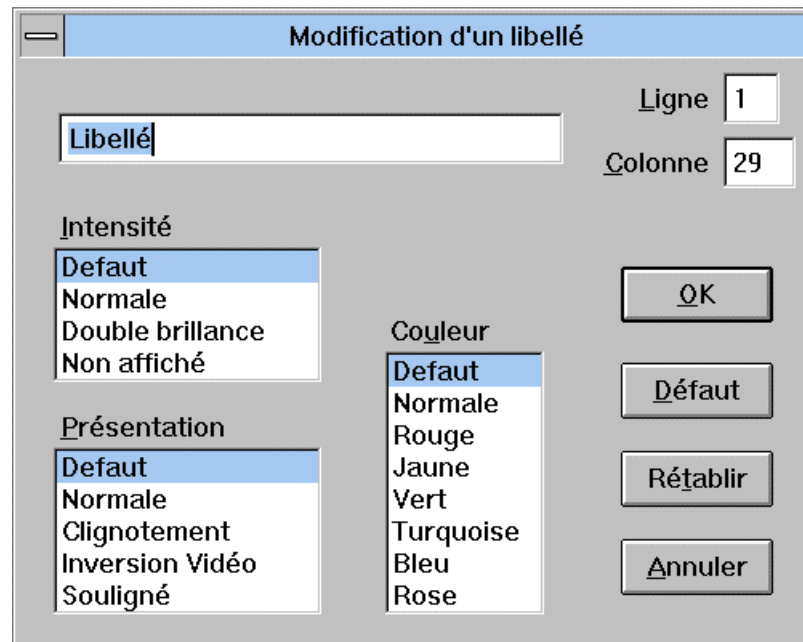 Modification d'un libellé
Ligne 1
Libellé
Colonne 29
Intensité
Defaut
Normale
Double brillance
Non affiché
Présentation
Defaut
Normale
Clignotement
Inversion Vidéo
Souligné
Couleur
Defaut
Normale
Rouge
Jaune
Vert
Turquoise
Bleu
Rose
OK
Défaut
Rétablir
Annuler